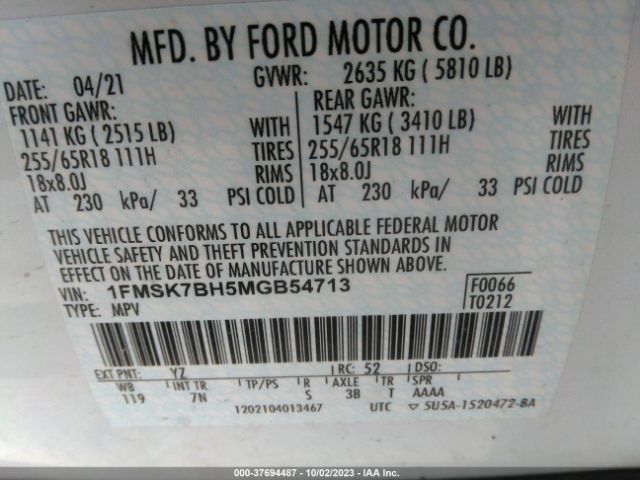 MFD. BY FORD MOTOR CO.
DATE: 04/21 GVWR: 2635 KG ( 5810 LB)
FRONT GAWR: REAR GAWR:
1141 KG ( 2515 LB) WITH 1547 KG ( 3410 LB) WITH
255/65R18 111H TIRES 255/65R18 111H TIRES
18x8.0J RIMS 18x8.0J RIMS
AT 230 kPa/ 33 PSI COLD AT 230 kPa/ 33 PSI COLD
THIS VEHICLE CONFORMS TO ALL APPLICABLE FEDERAL MOTOR
VEHICLE SAFETY AND THEFT PREVENTION STANDARDS IN
EFFECT ON THE DATE OF MANUFACTURE SHOWN ABOVE.
VIN: 1FMSK7BH5MGB54713 F0066
TYPE: MPV T0212
EXT PNT: YZ RC: 52 DSO:
WB INT TR TP/PS R AXLE TR SPR
119 7N S 3B T AAAA
1202104013467 UTC ▽ 5U5A-1520472-BA
000-37694487 - 10/02/2023 - IAA Inc.